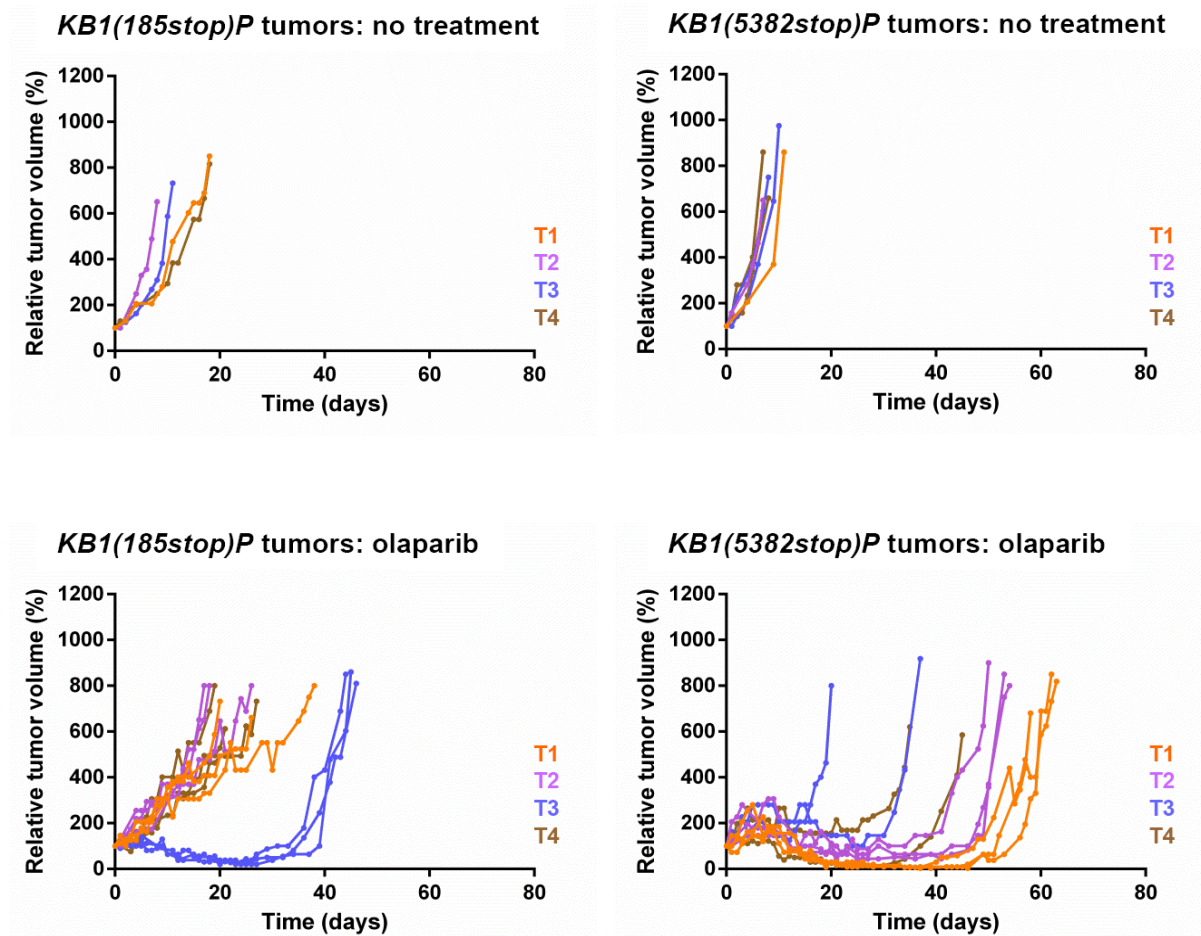 KB1(185stop)P tumors: no treatment
Relative tumor volume (%)
1200
1000
800
600
400
200
0
0 20 40 60 80
Time (days)
T1
T2
T3
T4
KB1(5382stop)P tumors: no treatment
Relative tumor volume (%)
1200
1000
800
600
400
200
0
0 20 40 60 80
Time (days)
T1
T2
T3
T4
KB1(185stop)P tumors: olaparib
Relative tumor volume (%)
1200
1000
800
600
400
200
0
0 20 40 60 80
Time (days)
T1
T2
T3
T4
KB1(5382stop)P tumors: olaparib
Relative tumor volume (%)
1200
1000
800
600
400
200
0
0 20 40 60 80
Time (days)
T1
T2
T3
T4